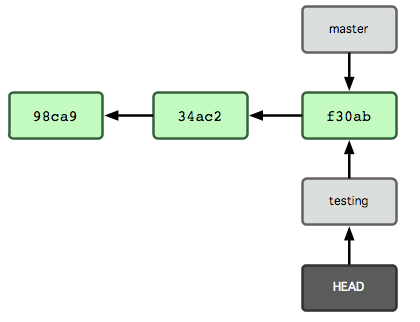 master
98ca9
34ac2
f30ab
testing
HEAD